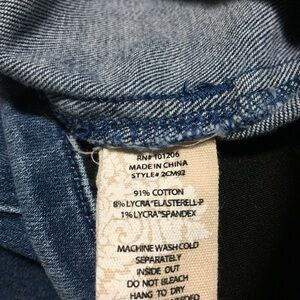 RN# 101206
MADE IN CHINA
STYLE# 2CM92
91% COTTON
8% LYCRA®ELASTERELL-P
1% LYCRA®SPANDEX
MACHINE WASH COLD
SEPARATELY
INSIDE OUT
DO NOT BLEACH
HANG TO DRY